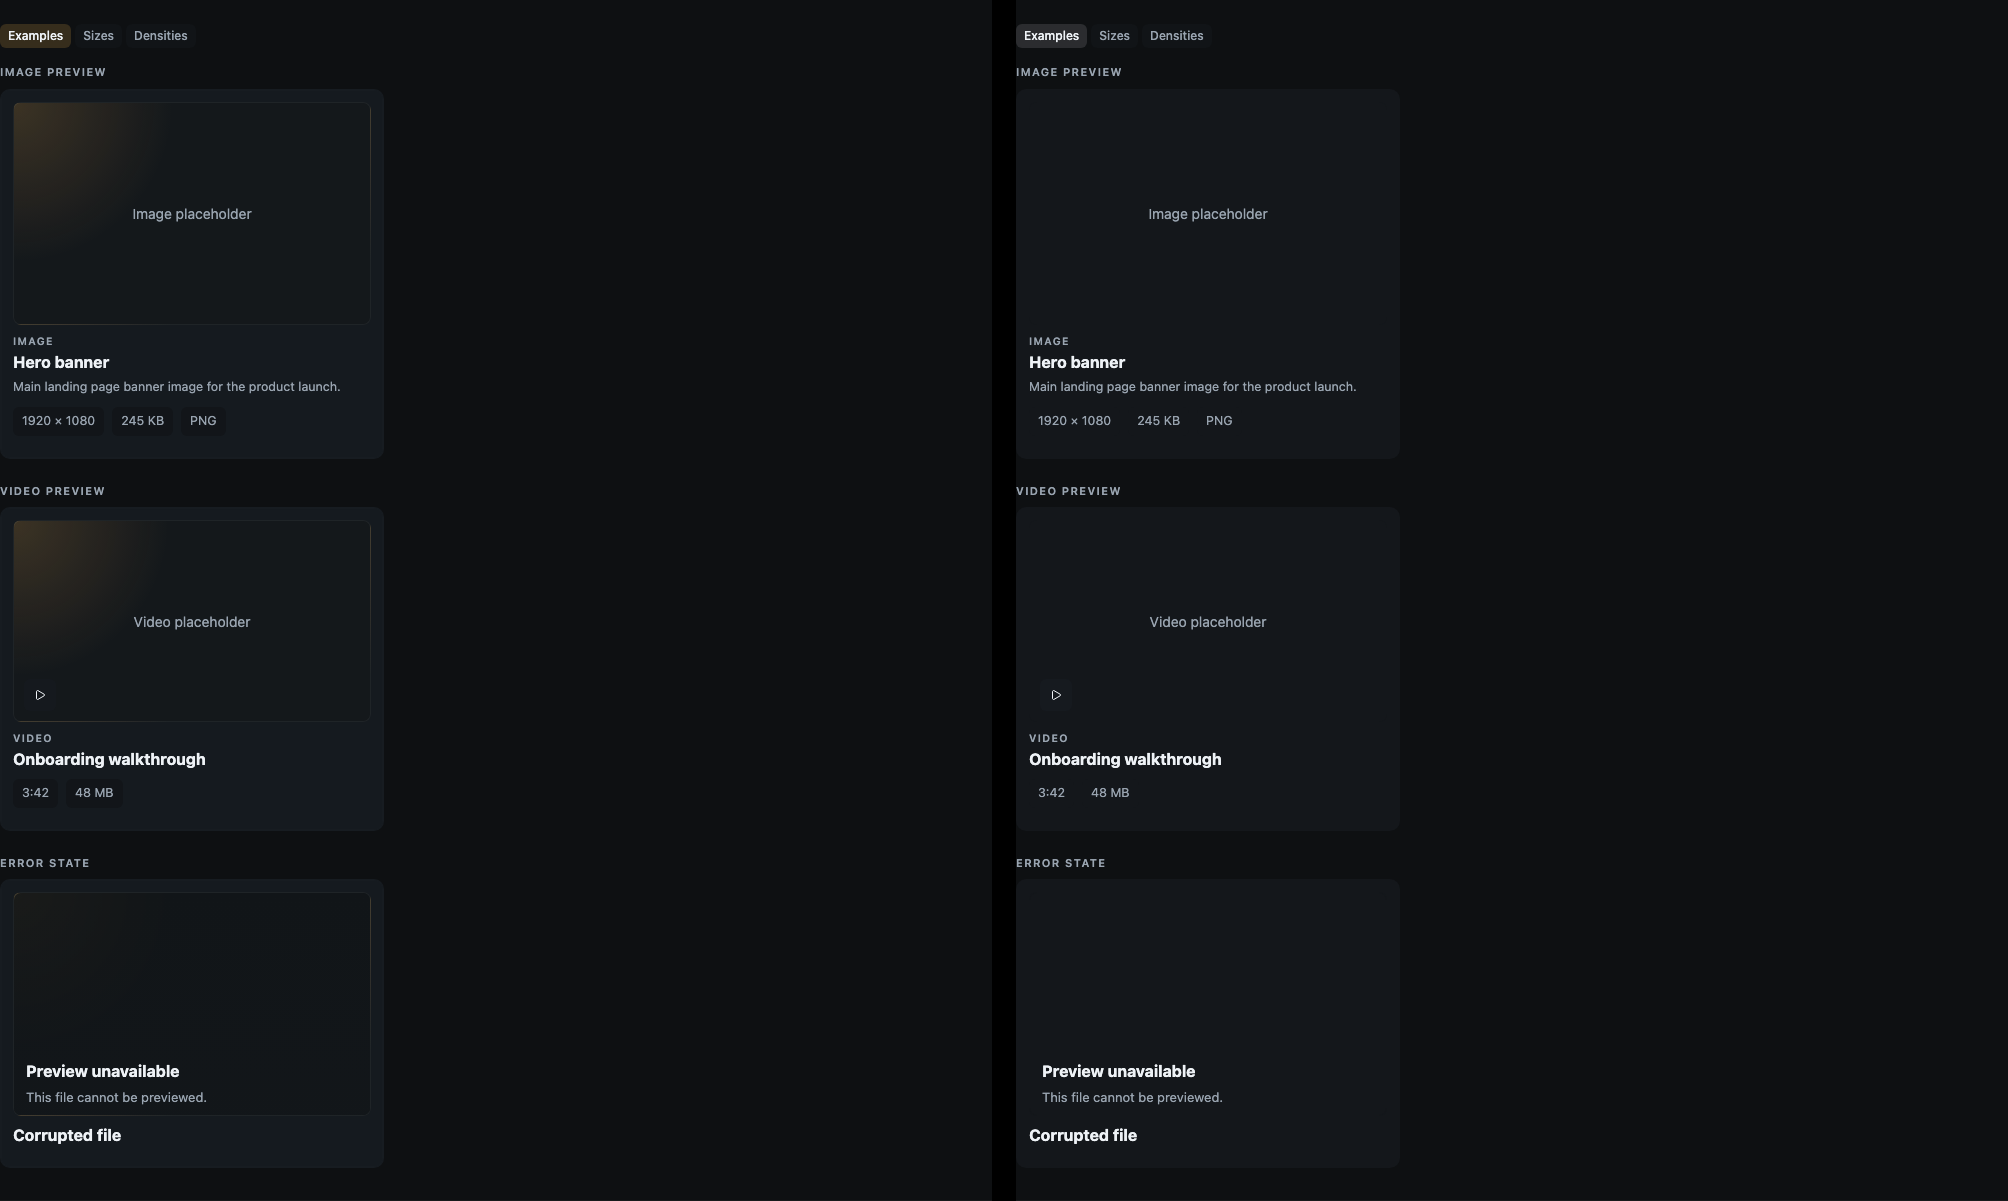 Examples Sizes Densities
IMAGE PREVIEW
Image placeholder
IMAGE
Hero banner
Main landing page banner image for the product launch.
1920 × 1080 245 KB PNG
VIDEO PREVIEW
Video placeholder
VIDEO
Onboarding walkthrough
3:42 48 MB
ERROR STATE
Preview unavailable
This file cannot be previewed.
Corrupted file
Examples Sizes Densities
IMAGE PREVIEW
Image placeholder
IMAGE
Hero banner
Main landing page banner image for the product launch.
1920 × 1080 245 KB PNG
VIDEO PREVIEW
Video placeholder
VIDEO
Onboarding walkthrough
3:42 48 MB
ERROR STATE
Preview unavailable
This file cannot be previewed.
Corrupted file